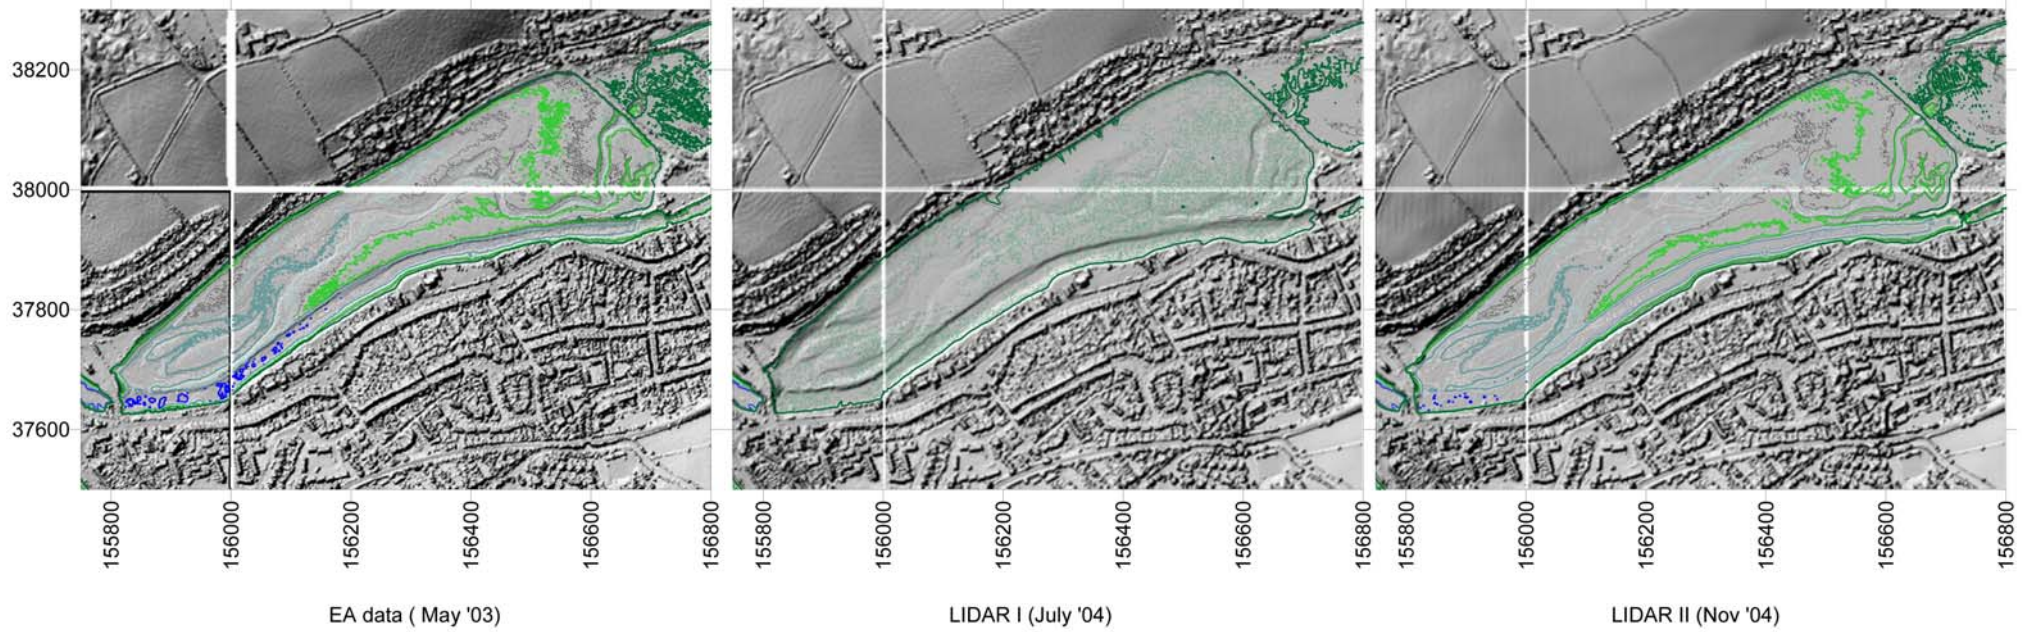 38200
38000
37800
37600
155800 156000 156200 156400 156600 156800
155800 156000 156200 156400 156600 156800
155800 156000 156200 156400 156600 156800
EA data ( May '03)
LIDAR I (July '04)
LIDAR II (Nov '04)